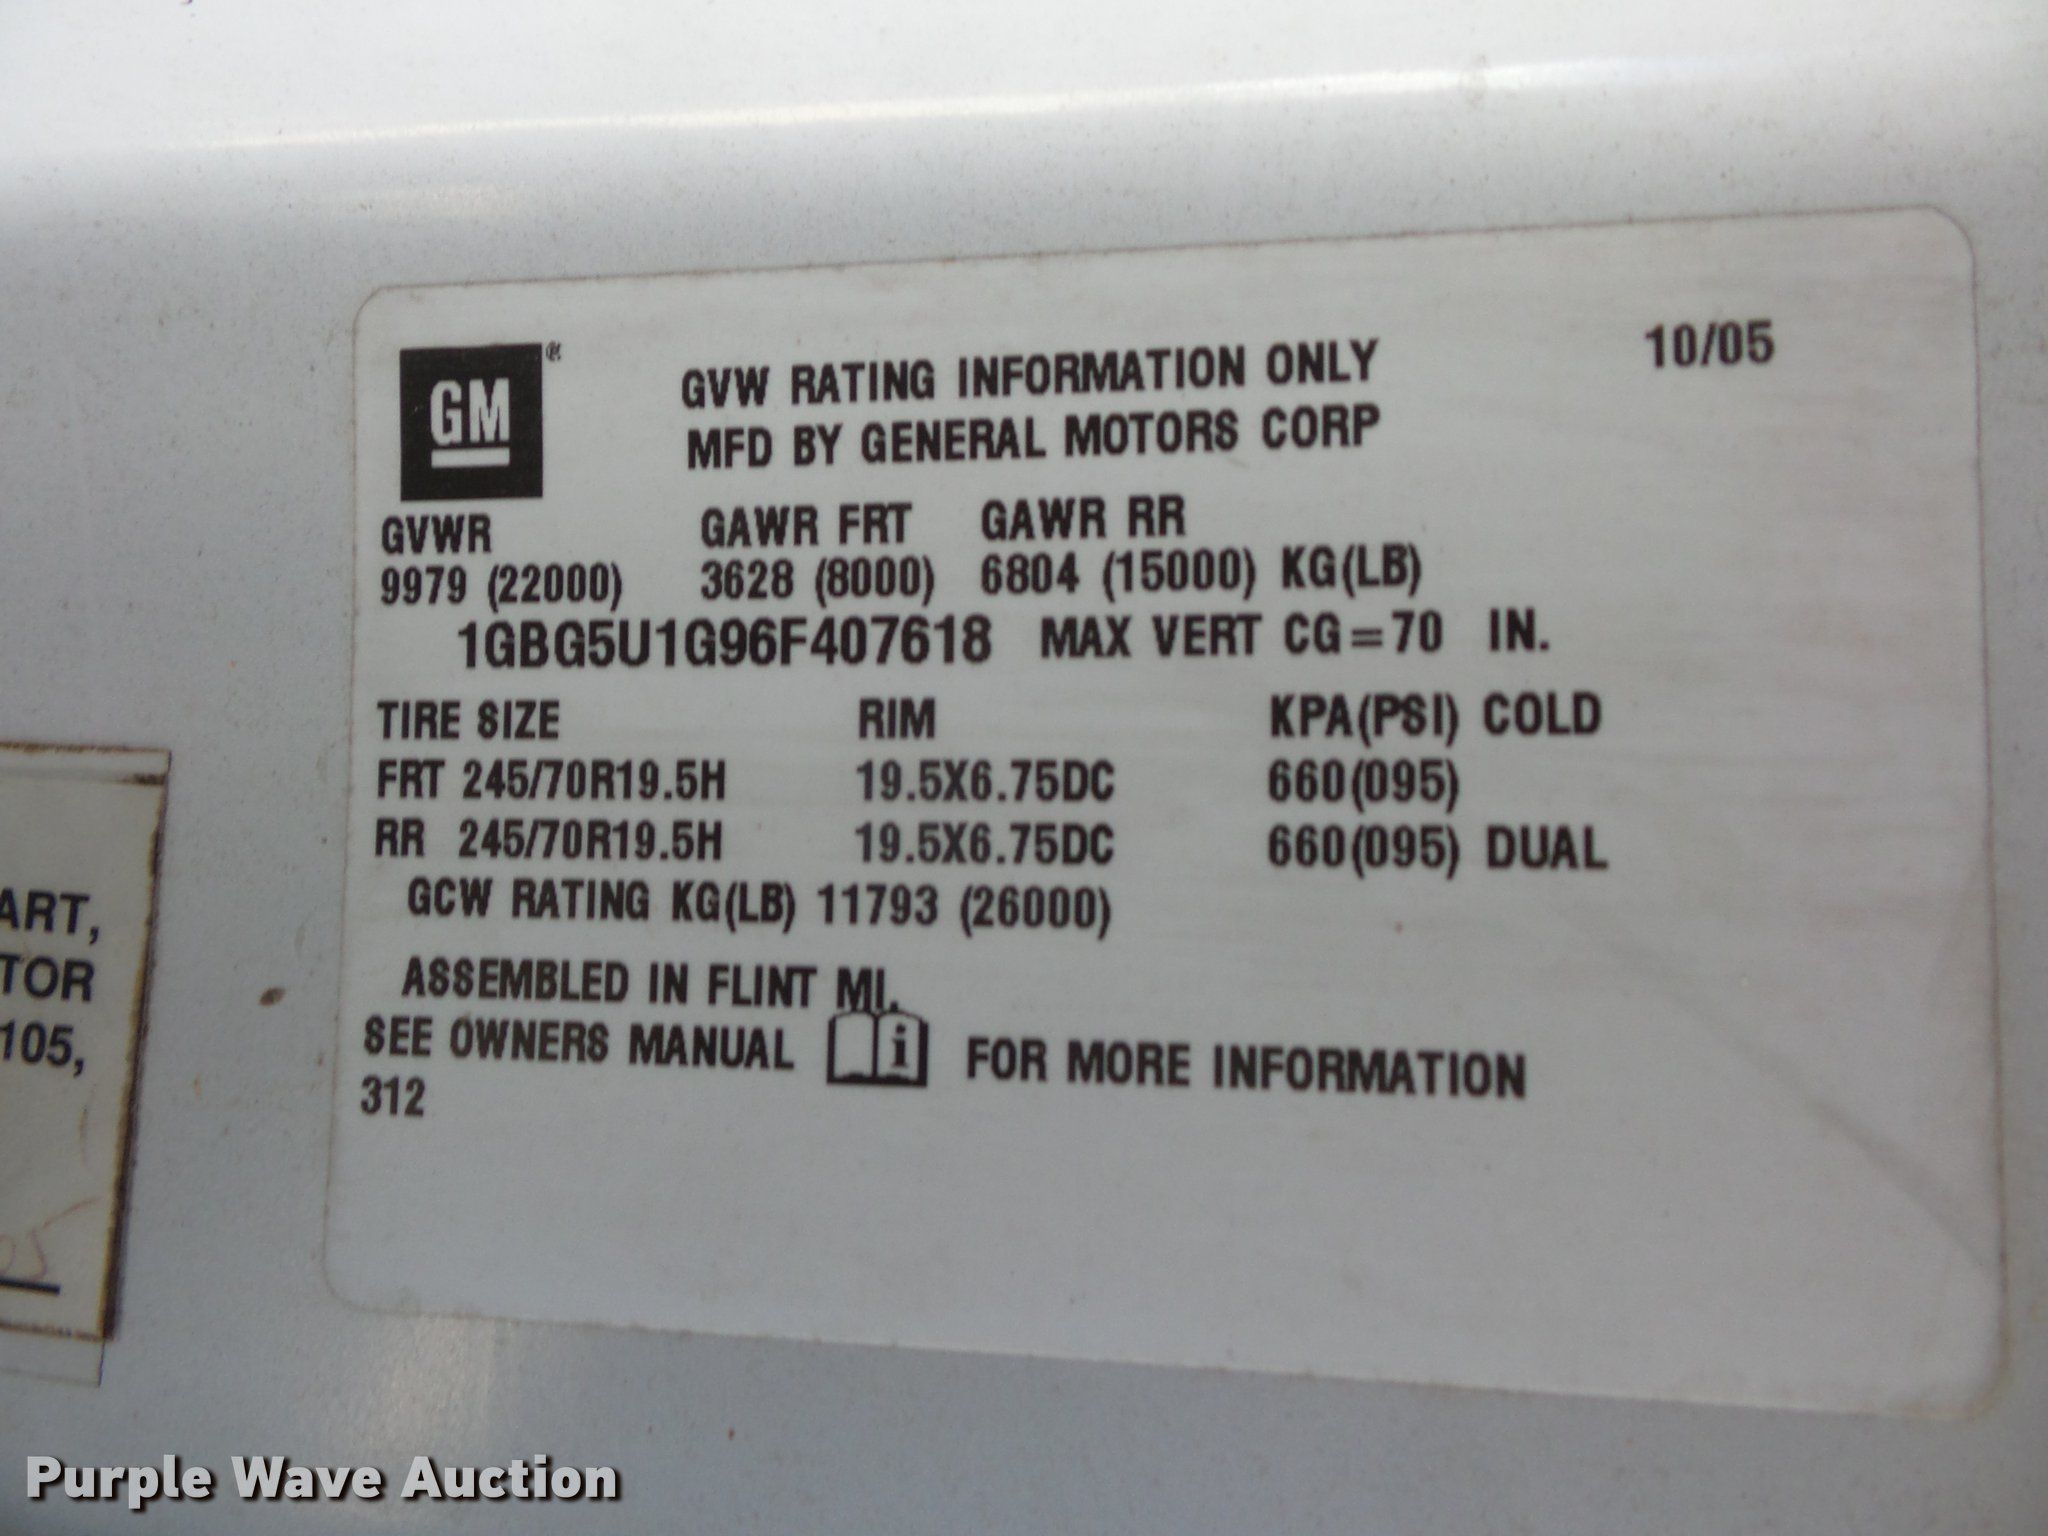 GM
GVW RATING INFORMATION ONLY
10/05
MFD BY GENERAL MOTORS CORP
GVWR GAWR FRT GAWR RR
9979 (22000) 3628 (8000) 6804 (15000) KG(LB)
1GBG5U1G96F407618 MAX VERT CG=70 IN.
TIRE SIZE RIM KPA(PSI) COLD
FRT 245/70R19.5H 19.5X6.75DC 660(095)
RR 245/70R19.5H 19.5X6.75DC 660(095) DUAL
GCW RATING KG(LB) 11793 (26000)
ASSEMBLED IN FLINT MI.
SEE OWNERS MANUAL i FOR MORE INFORMATION
312
ART,
TOR
105,
05
Purple Wave Auction